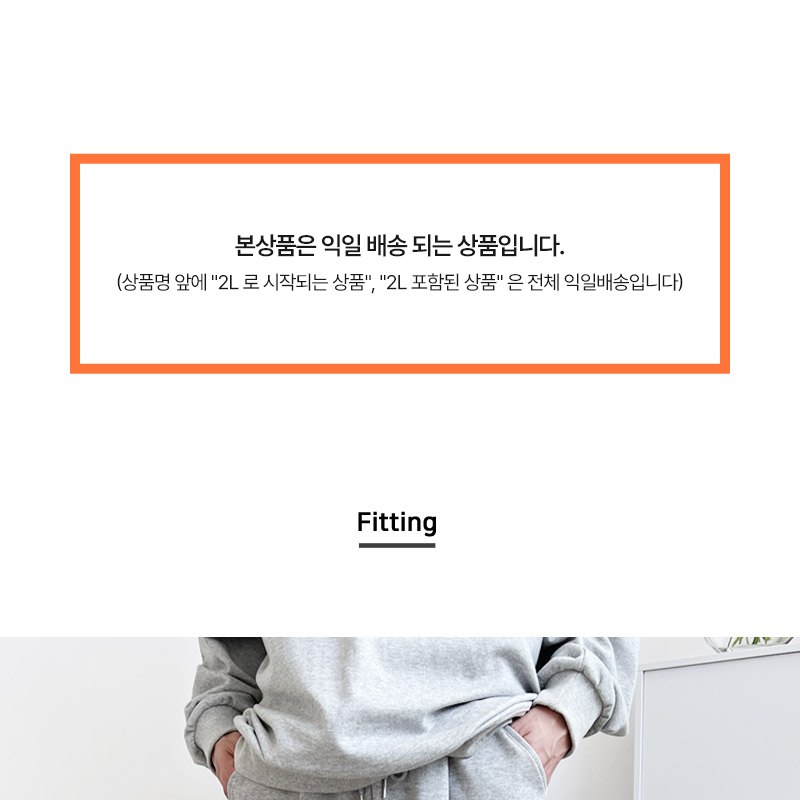 본상품은 익일 배송 되는 상품입니다.
(상품명 앞에 "2L 로 시작되는 상품", "2L 포함된 상품" 은 전체 익일배송입니다)
Fitting